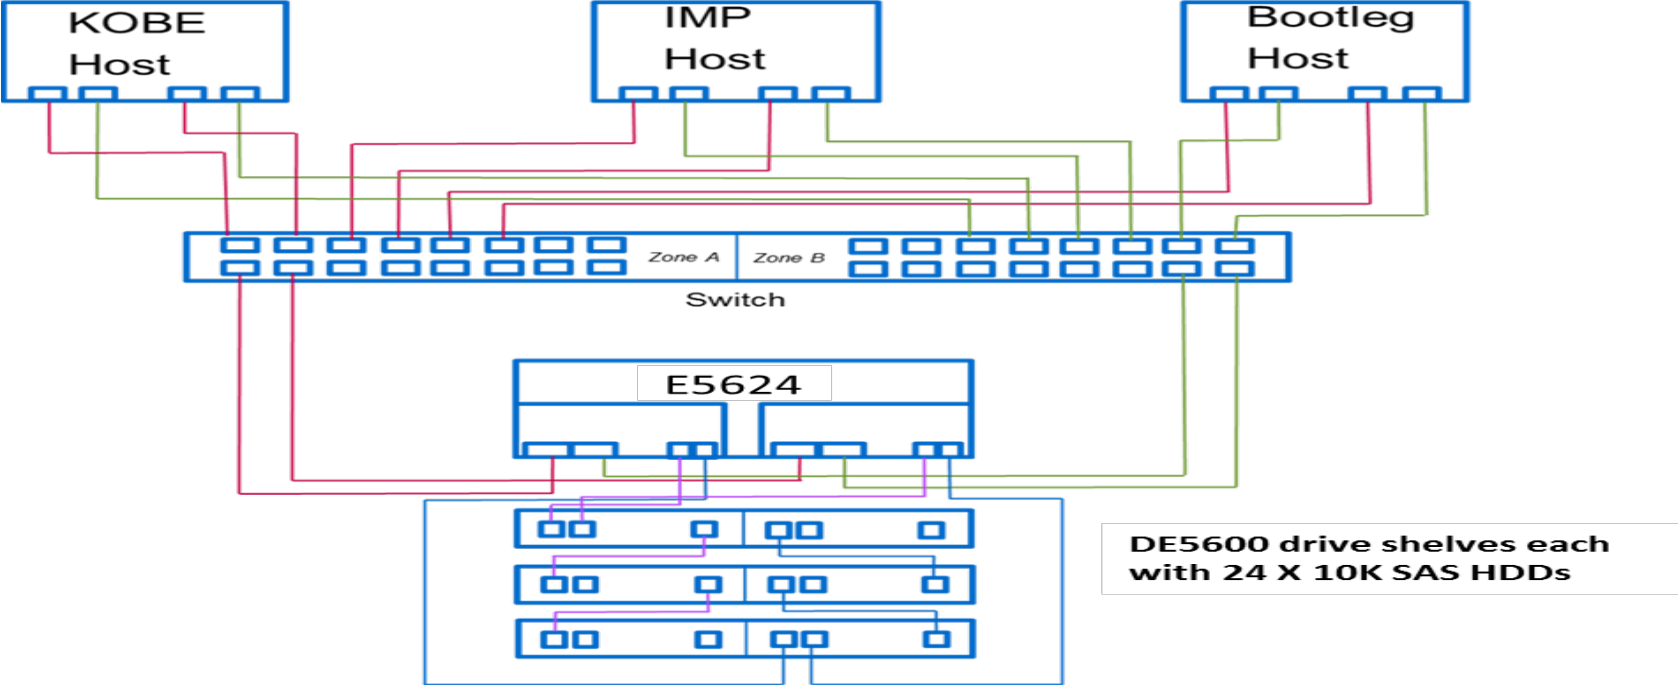 KOBE
Host
IMP
Host
Bootleg
Host
Zone A
Zone B
Switch
E5624
DE5600 drive shelves each
with 24 X 10K SAS HDDs